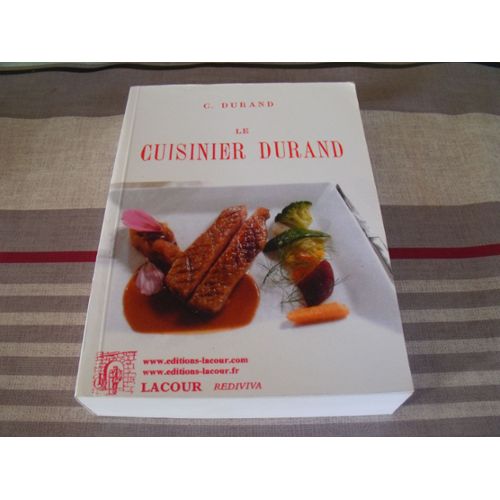 C. DURAND
LE
CUISINIER DURAND
www.editions-lacour.com
www.editions-lacour.fr
LACOUR REDIVIVA